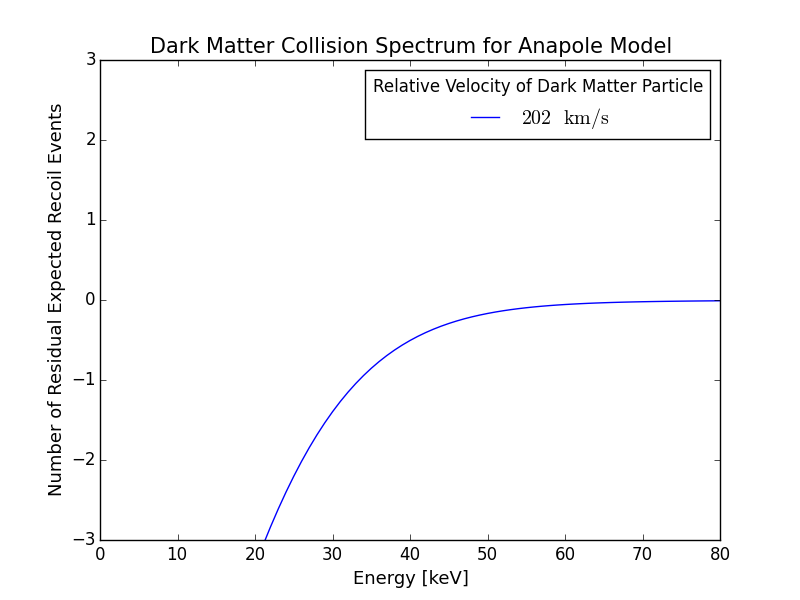 Dark Matter Collision Spectrum for Anapole Model
Relative Velocity of Dark Matter Particle
202 km/s
Number of Residual Expected Recoil Events
3
2
1
0
−1
−2
−3
0 10 20 30 40 50 60 70 80
Energy [keV]